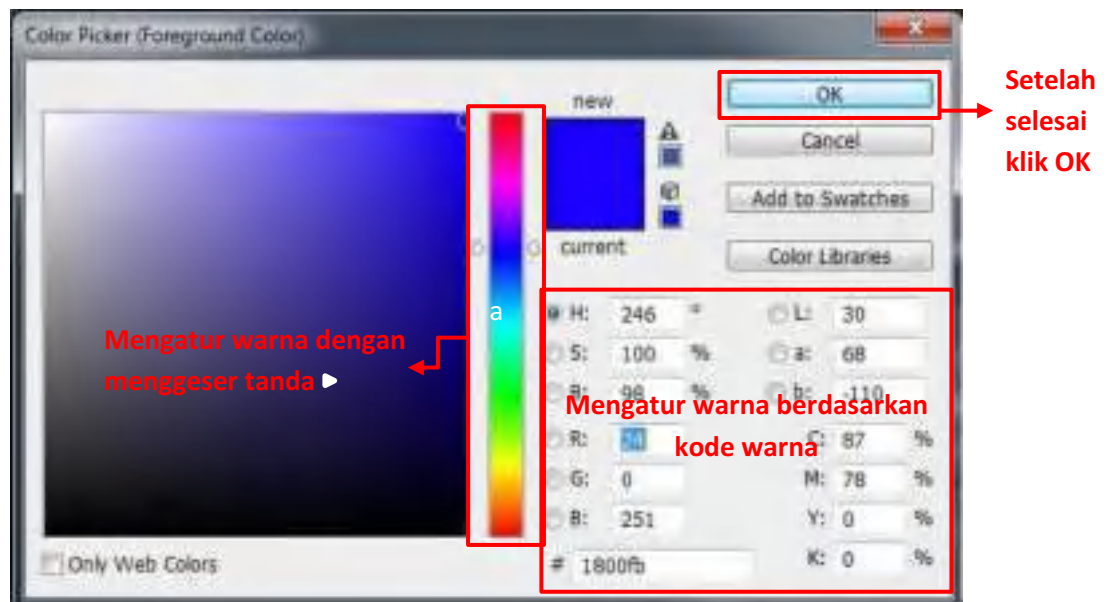 Color Picker (Foreground Color)
new
current
OK
Cancel
Add to Swatches
Color Libraries
Setelah
selesai
klik OK
a
Mengatur warna dengan
menggeser tanda
H: 246 °
S: 100 %
B: 98 %
L: 30
a: 68
b: -110
Mengatur warna berdasarkan
kode warna
R:
G: 0
B: 251
# 1800fb
C: 87 %
M: 78 %
Y: 0 %
K: 0 %
Only Web Colors